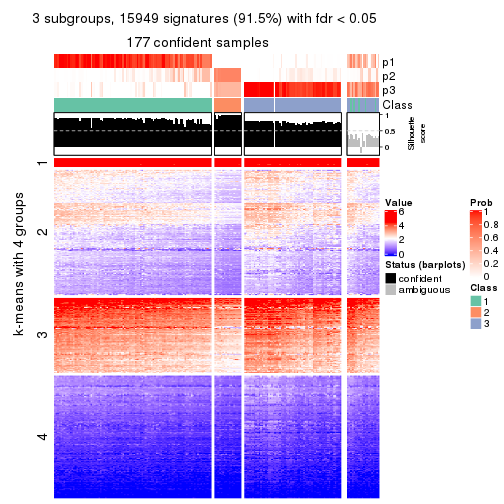 3 subgroups, 15949 signatures (91.5%) with fdr < 0.05
177 confident samples
p1
p2
p3
Class
1
0.5
0
Silhouette
score
k-means with 4 groups
1
2
3
4
Value
6
4
2
0
Status (barplots)
confident
ambiguous
Prob
1
0.8
0.6
0.4
0.2
0
Class
1
2
3